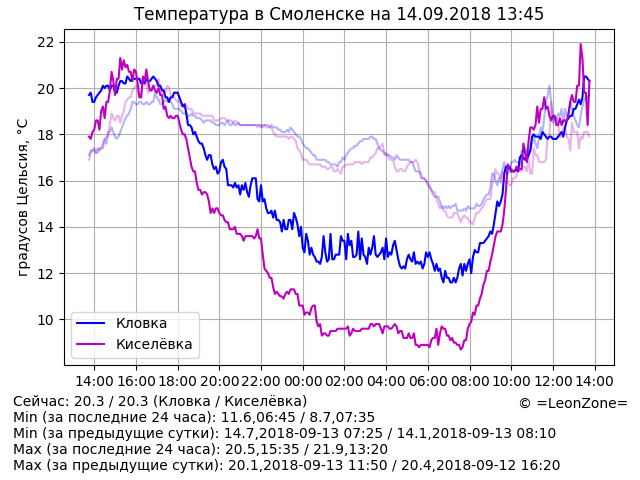 Температура в Смоленске на 14.09.2018 13:45
градусов Цельсия, °C
22
20
18
16
14
12
10
Кловка
Киселёвка
14:00 16:00 18:00 20:00 22:00 00:00 02:00 04:00 06:00 08:00 10:00 12:00 14:00
Сейчас: 20.3 / 20.3 (Кловка / Киселёвка)
© =LeonZone=
Min (за последние 24 часа): 11.6,06:45 / 8.7,07:35
Min (за предыдущие сутки): 14.7,2018-09-13 07:25 / 14.1,2018-09-13 08:10
Max (за последние 24 часа): 20.5,15:35 / 21.9,13:20
Max (за предыдущие сутки): 20.1,2018-09-13 11:50 / 20.4,2018-09-12 16:20